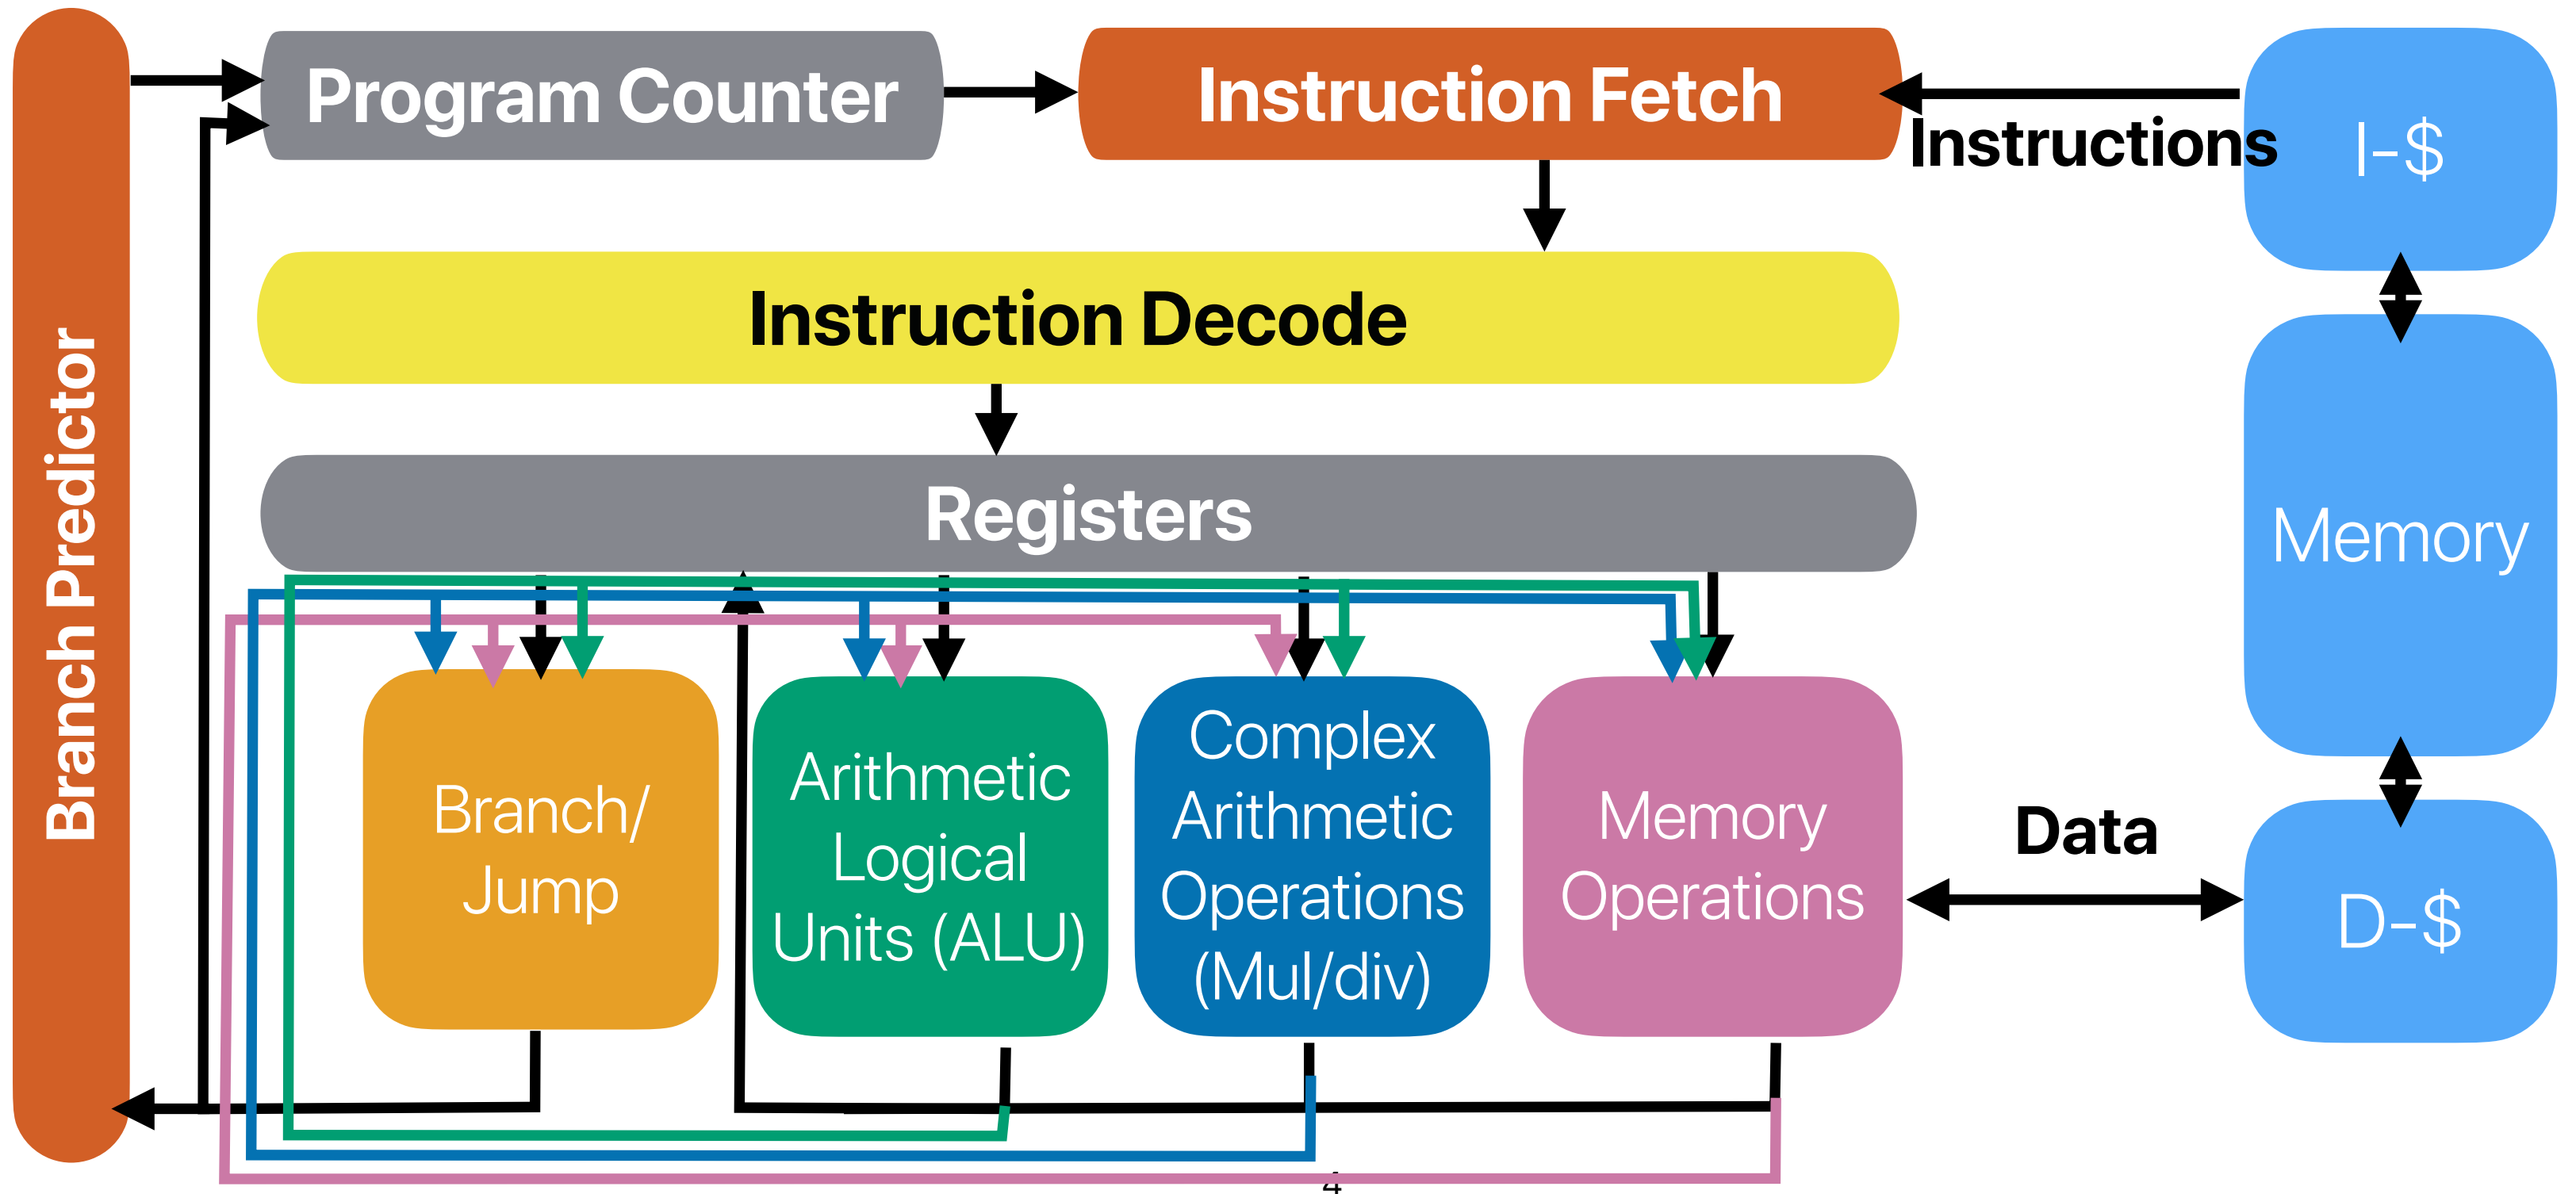 Branch Predictor
Program Counter
Instruction Fetch
Instructions
I-$
Instruction Decode
Registers
Memory
Branch/
Jump
Arithmetic
Logical
Units (ALU)
Complex
Arithmetic
Operations
(Mul/div)
Memory
Operations
Data
D-$
4